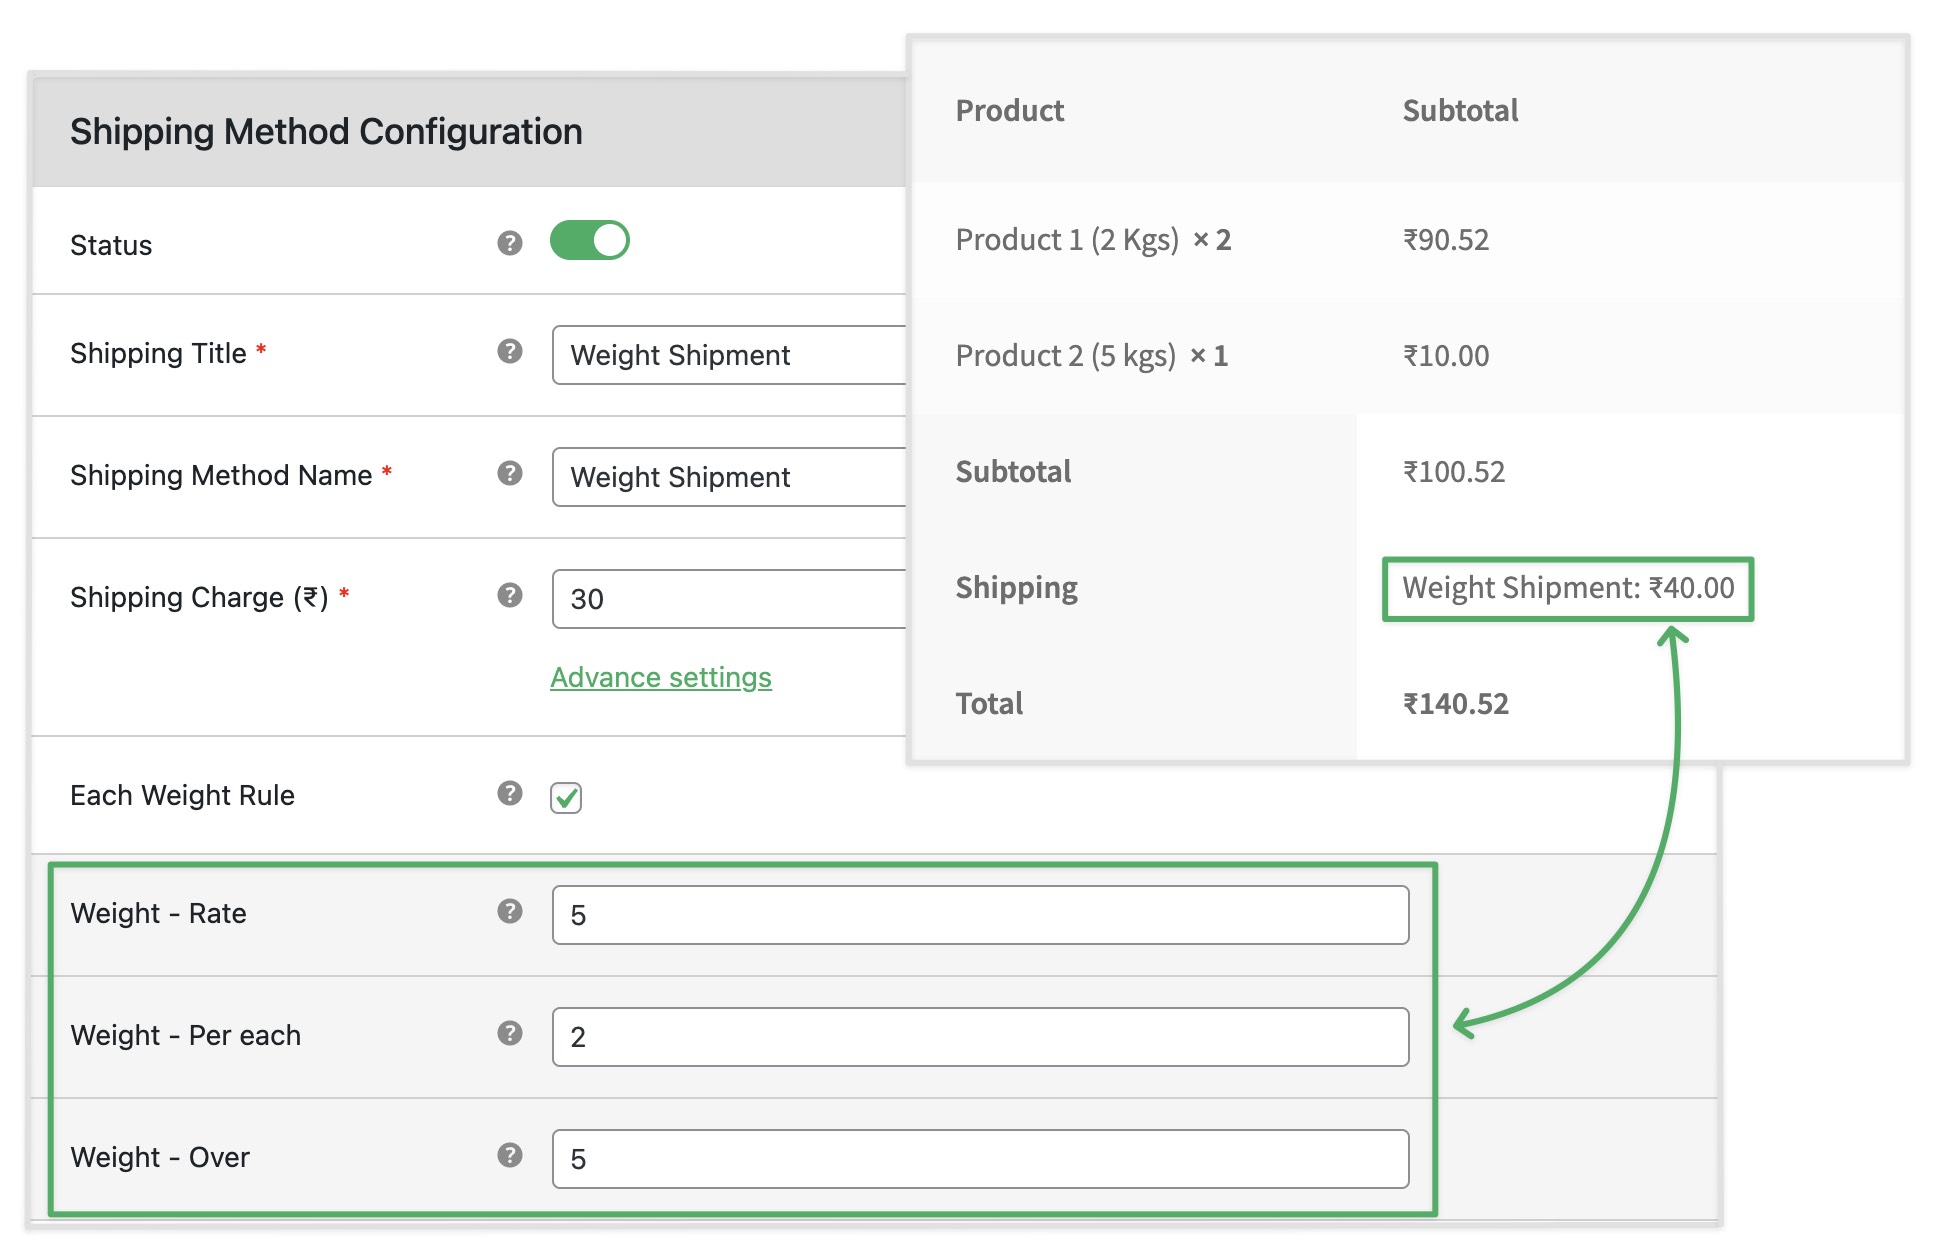 Shipping Method Configuration
Status ?
Shipping Title * ? Weight Shipment
Shipping Method Name * ? Weight Shipment
Shipping Charge (₹) * ? 30
Advance settings
Each Weight Rule ?
Weight - Rate ? 5
Weight - Per each ? 2
Weight - Over ? 5
Product Subtotal
Product 1 (2 Kgs) × 2 ₹90.52
Product 2 (5 kgs) × 1 ₹10.00
Subtotal ₹100.52
Shipping Weight Shipment: ₹40.00
Total ₹140.52